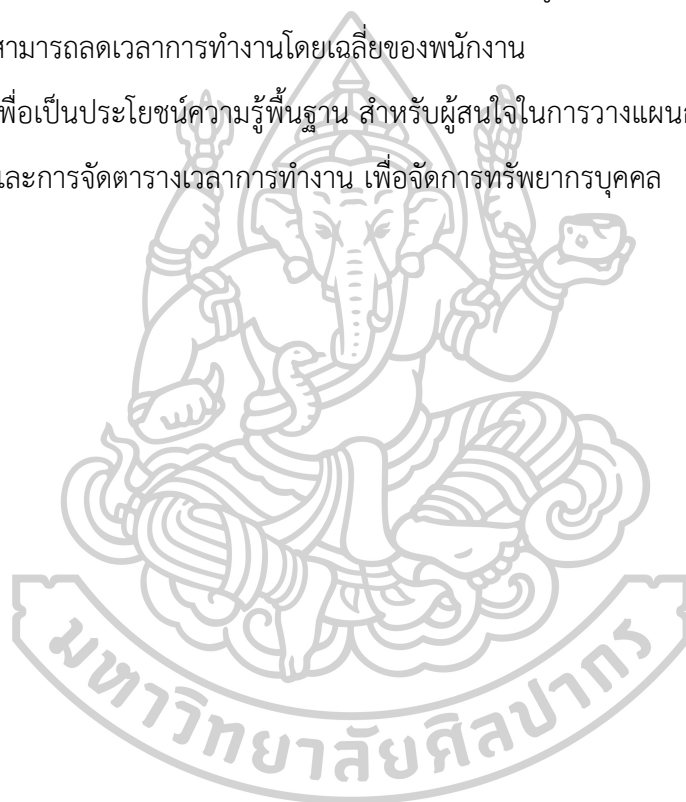 สามารถลดเวลาการทำงานโดยเฉลี่ยของพนักงาน
เพื่อเป็นประโยชน์ความรู้พื้นฐาน สำหรับผู้สนใจในการวางแผน
และการจัดตารางเวลาการทำงาน เพื่อจัดการทรัพยากรบุคคล
มหาวิทยาลัยศิลปากร